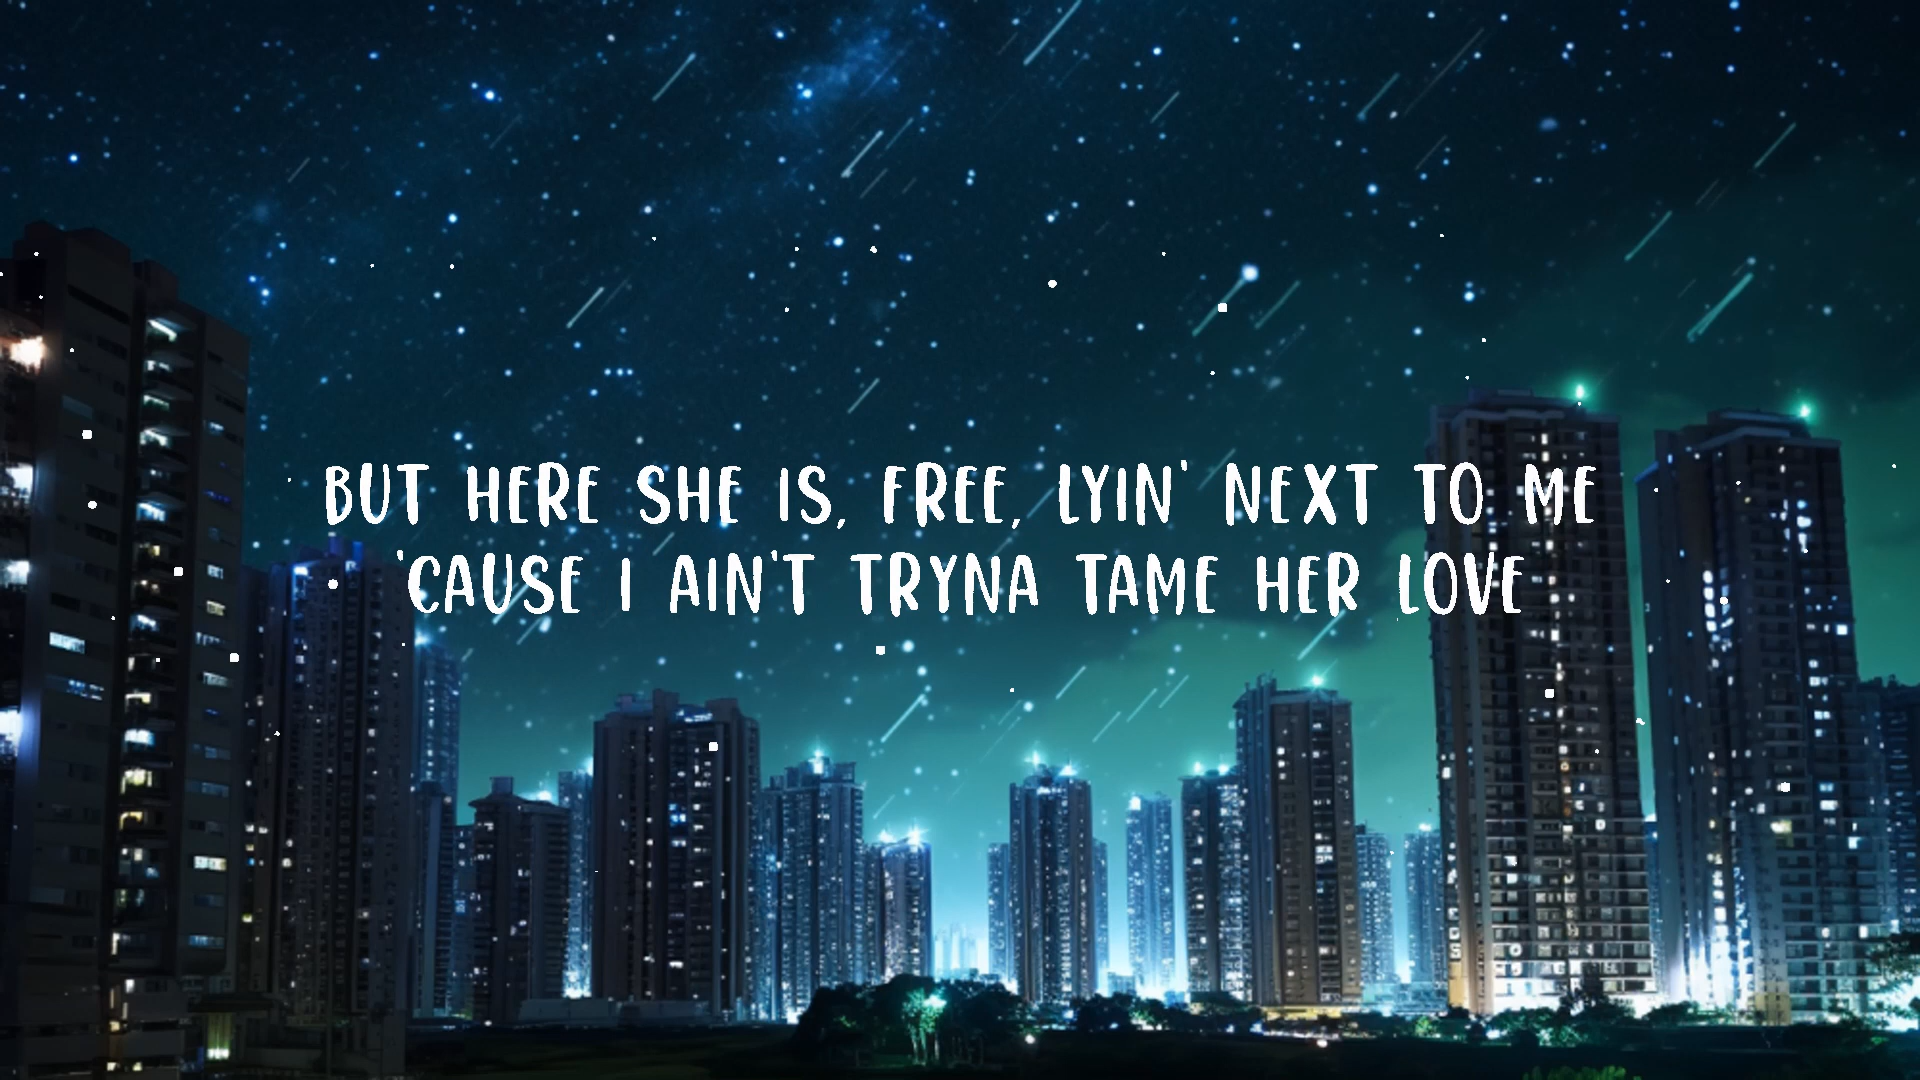 BUT HERE SHE IS, FREE, LYIN' NEXT TO ME
'CAUSE I AIN'T TRYNA TAME HER LOVE